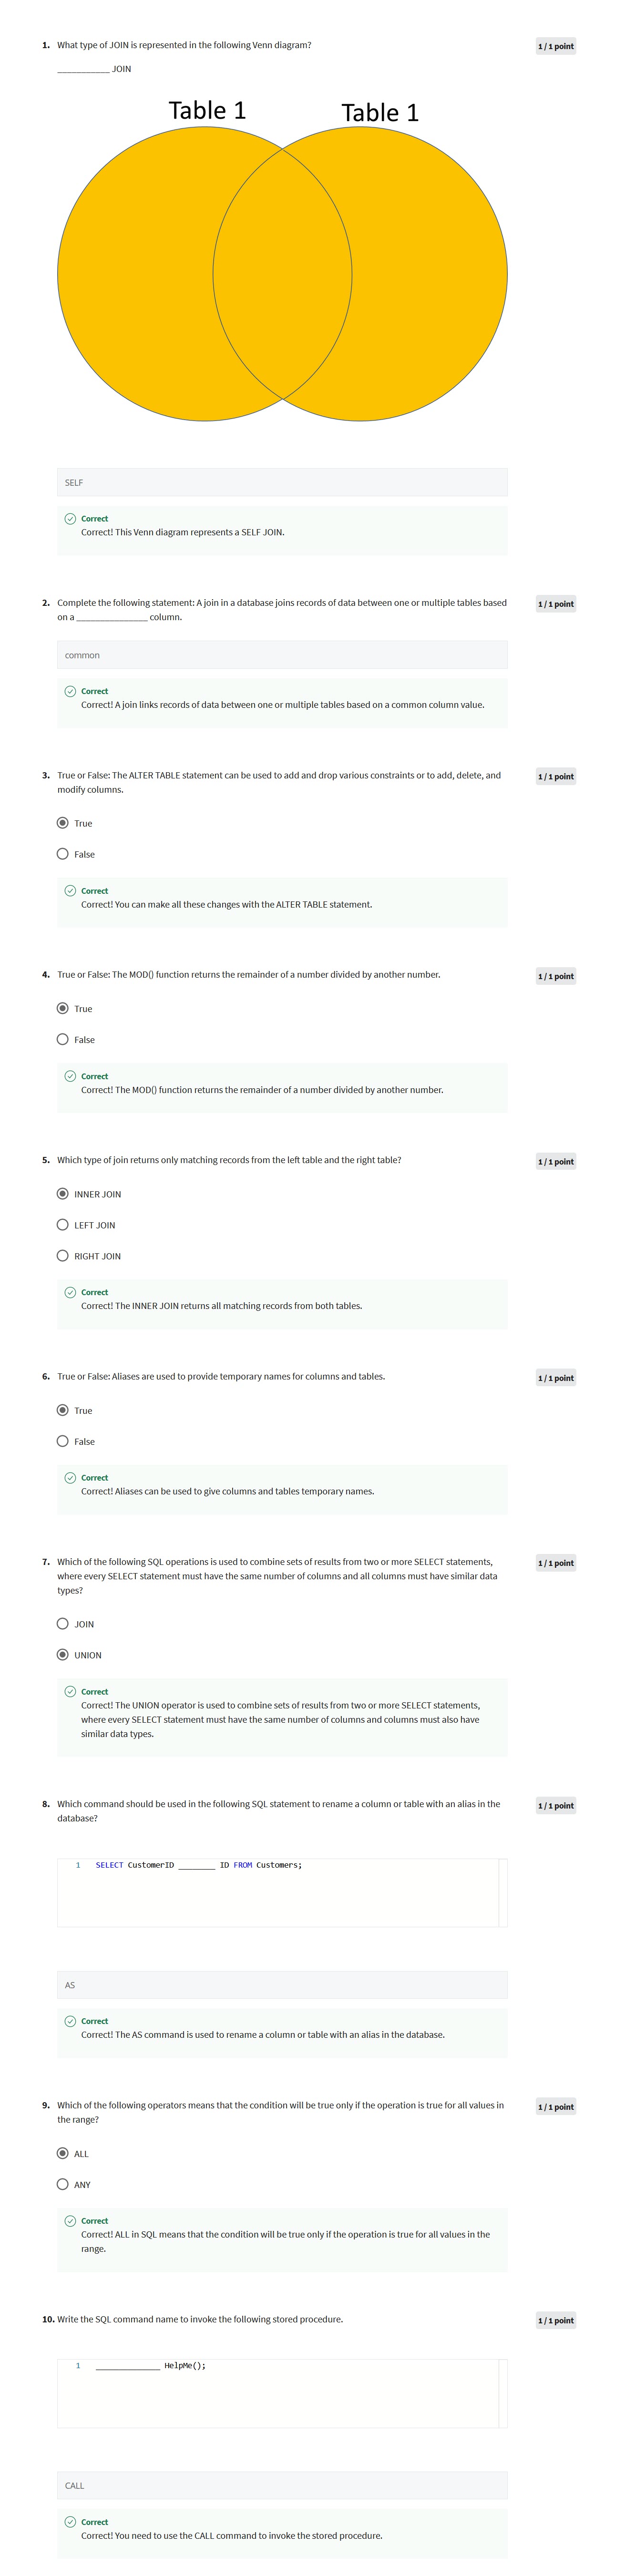 1. What type of JOIN is represented in the following Venn diagram?
1 / 1 point
___________ JOIN
Table 1
Table 1
SELF
Correct
Correct! This Venn diagram represents a SELF JOIN.
2. Complete the following statement: A join in a database joins records of data between one or multiple tables based
on a _______________ column.
1 / 1 point
common
Correct
Correct! A join links records of data between one or multiple tables based on a common column value.
3. True or False: The ALTER TABLE statement can be used to add and drop various constraints or to add, delete, and
modify columns.
1 / 1 point
True
False
Correct
Correct! You can make all these changes with the ALTER TABLE statement.
4. True or False: The MOD() function returns the remainder of a number divided by another number.
1 / 1 point
True
False
Correct
Correct! The MOD() function returns the remainder of a number divided by another number.
5. Which type of join returns only matching records from the left table and the right table?
1 / 1 point
INNER JOIN
LEFT JOIN
RIGHT JOIN
Correct
Correct! The INNER JOIN returns all matching records from both tables.
6. True or False: Aliases are used to provide temporary names for columns and tables.
1 / 1 point
True
False
Correct
Correct! Aliases can be used to give columns and tables temporary names.
7. Which of the following SQL operations is used to combine sets of results from two or more SELECT statements,
where every SELECT statement must have the same number of columns and all columns must have similar data
types?
1 / 1 point
JOIN
UNION
Correct
Correct! The UNION operator is used to combine sets of results from two or more SELECT statements,
where every SELECT statement must have the same number of columns and columns must also have
similar data types.
8. Which command should be used in the following SQL statement to rename a column or table with an alias in the
database?
1 / 1 point
1 SELECT CustomerID ________ ID FROM Customers;
AS
Correct
Correct! The AS command is used to rename a column or table with an alias in the database.
9. Which of the following operators means that the condition will be true only if the operation is true for all values in
the range?
1 / 1 point
ALL
ANY
Correct
Correct! ALL in SQL means that the condition will be true only if the operation is true for all values in the
range.
10. Write the SQL command name to invoke the following stored procedure.
1 / 1 point
1 ______________ HelpMe();
CALL
Correct
Correct! You need to use the CALL command to invoke the stored procedure.